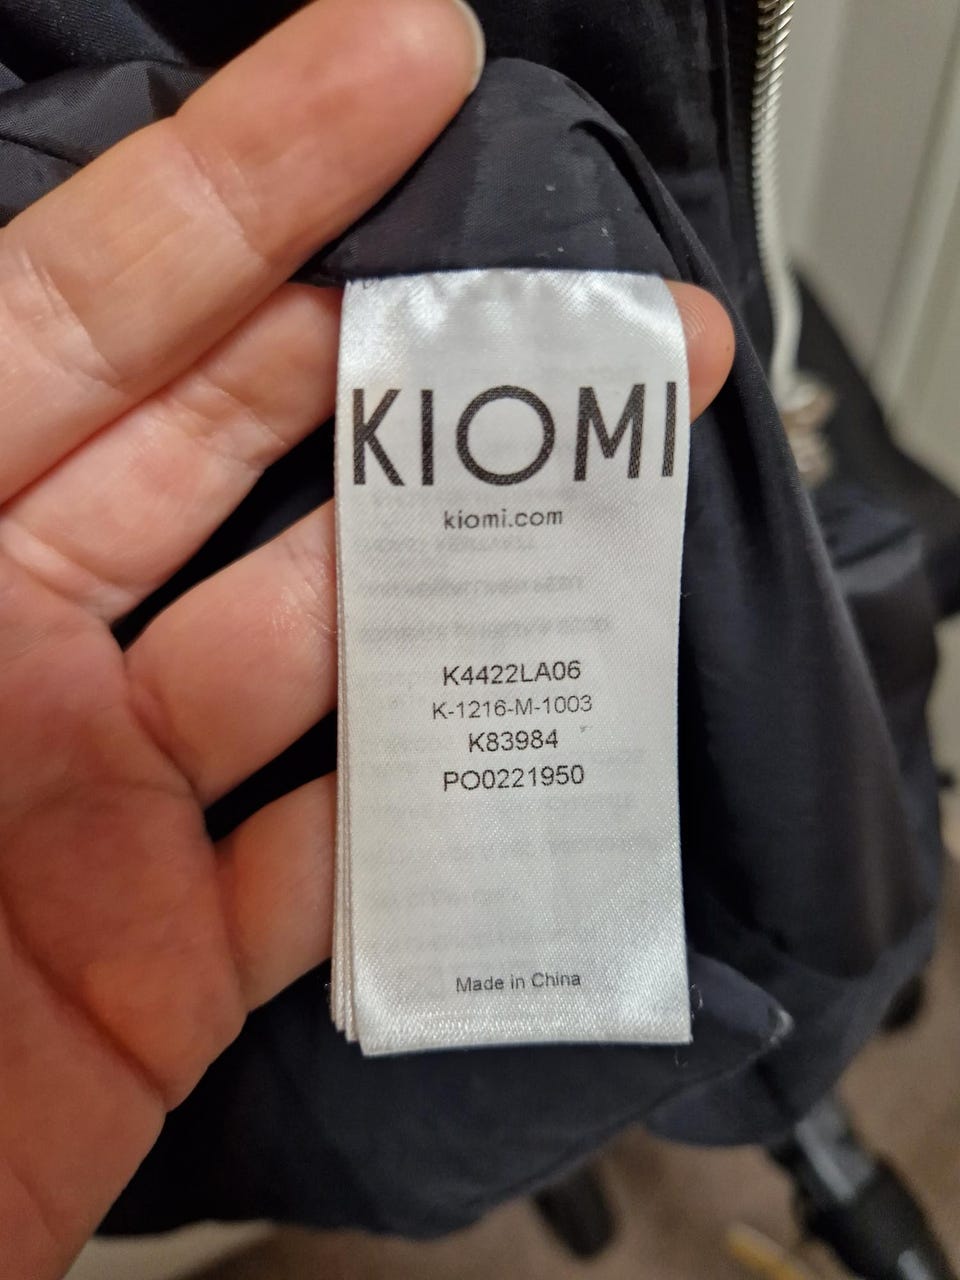 KIOMI
kiomi.com
K4422LA06
K-1216-M-1003
K83984
PO0221950
Made in China